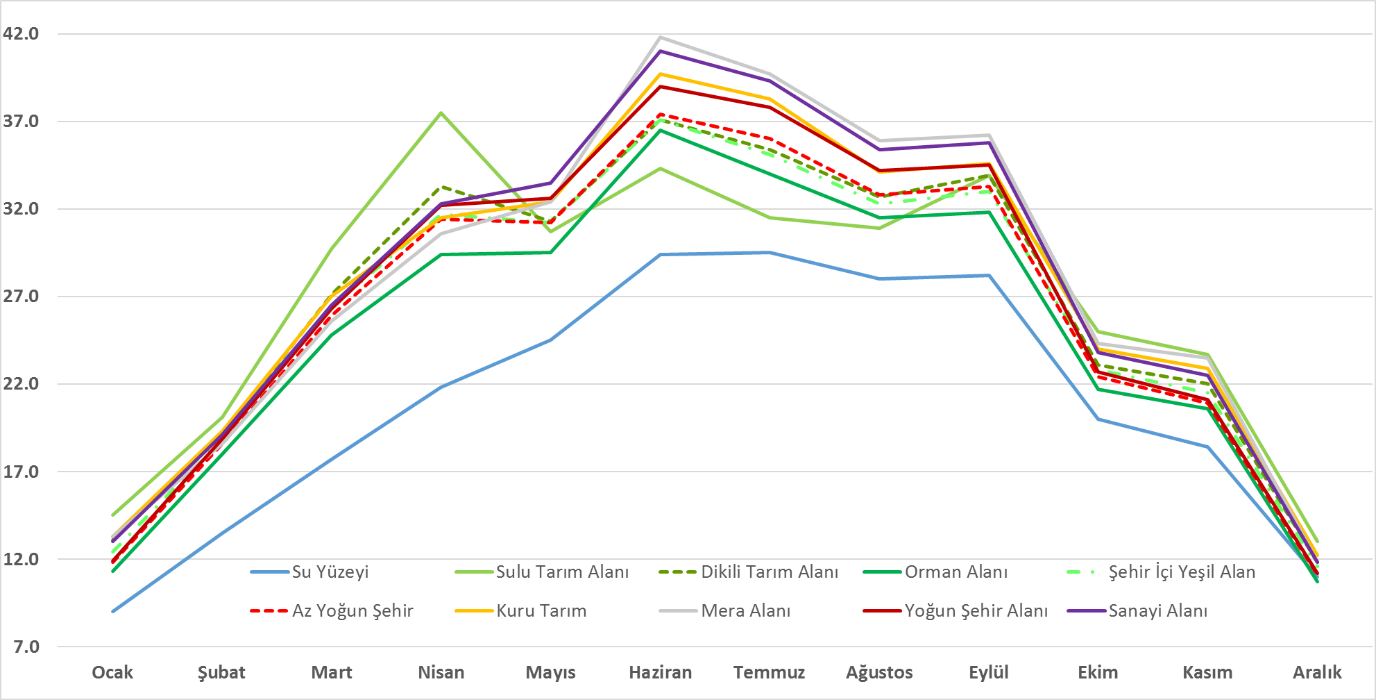 42.0
37.0
32.0
27.0
22.0
17.0
12.0
Su Yüzeyi Sulu Tarım Alanı Dikili Tarım Alanı Orman Alanı Şehir İçi Yeşil Alan
Az Yoğun Şehir Kuru Tarım Mera Alanı Yoğun Şehir Alanı Sanayi Alanı
7.0
Ocak Şubat Mart Nisan Mayıs Haziran Temmuz Ağustos Eylül Ekim Kasım Aralık